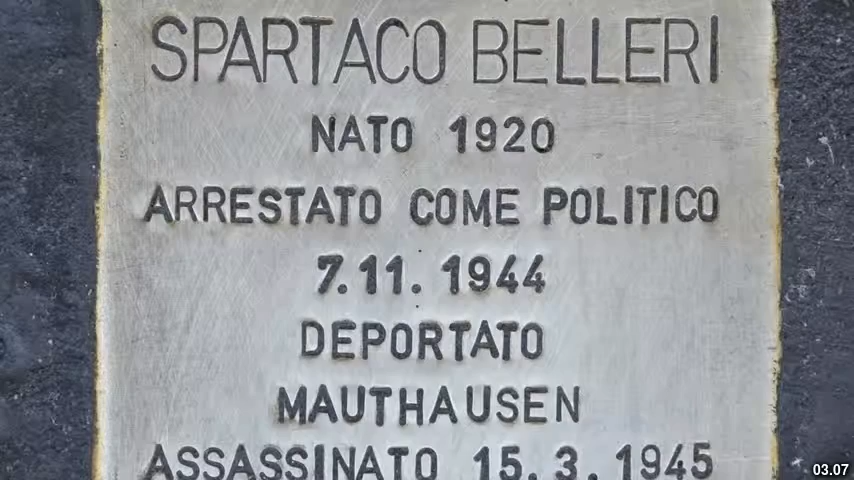 SPARTACO BELLERI
NATO 1920
ARRESTATO COME POLITICO
7.11.1944
DEPORTATO
MAUTHAUSEN
ASSASSINATO 15.3.1945
03.07